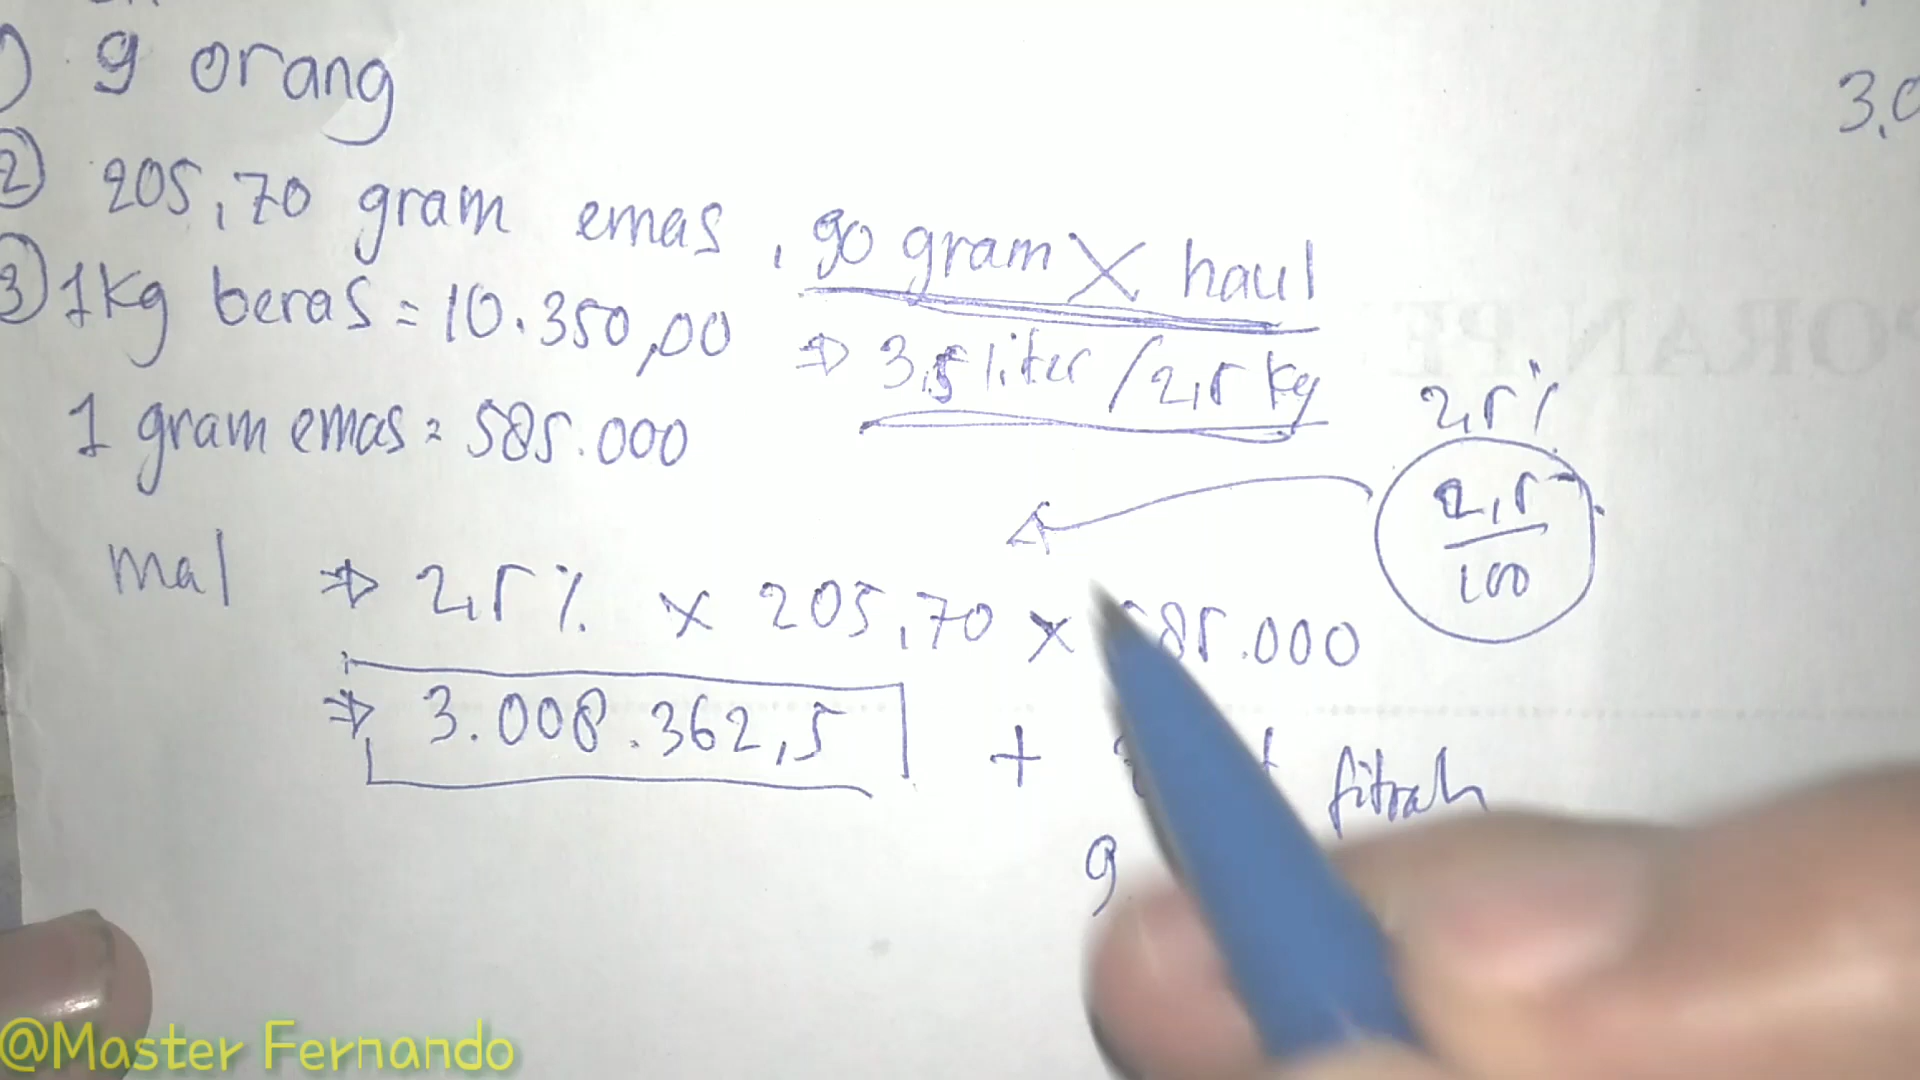 9 orang
② 205,70 gram emas, 90 gram X haul
③ 1kg beras = 10.350,00 ⇒ 3,5 liter / 2,5 kg
1 gram emas = 585.000
2,5%
2,5
100
mal ⇒ 2,5% x 205,70 x 585.000
⇒ 3.008.362,5 + fitrah
9
@Master Fernando